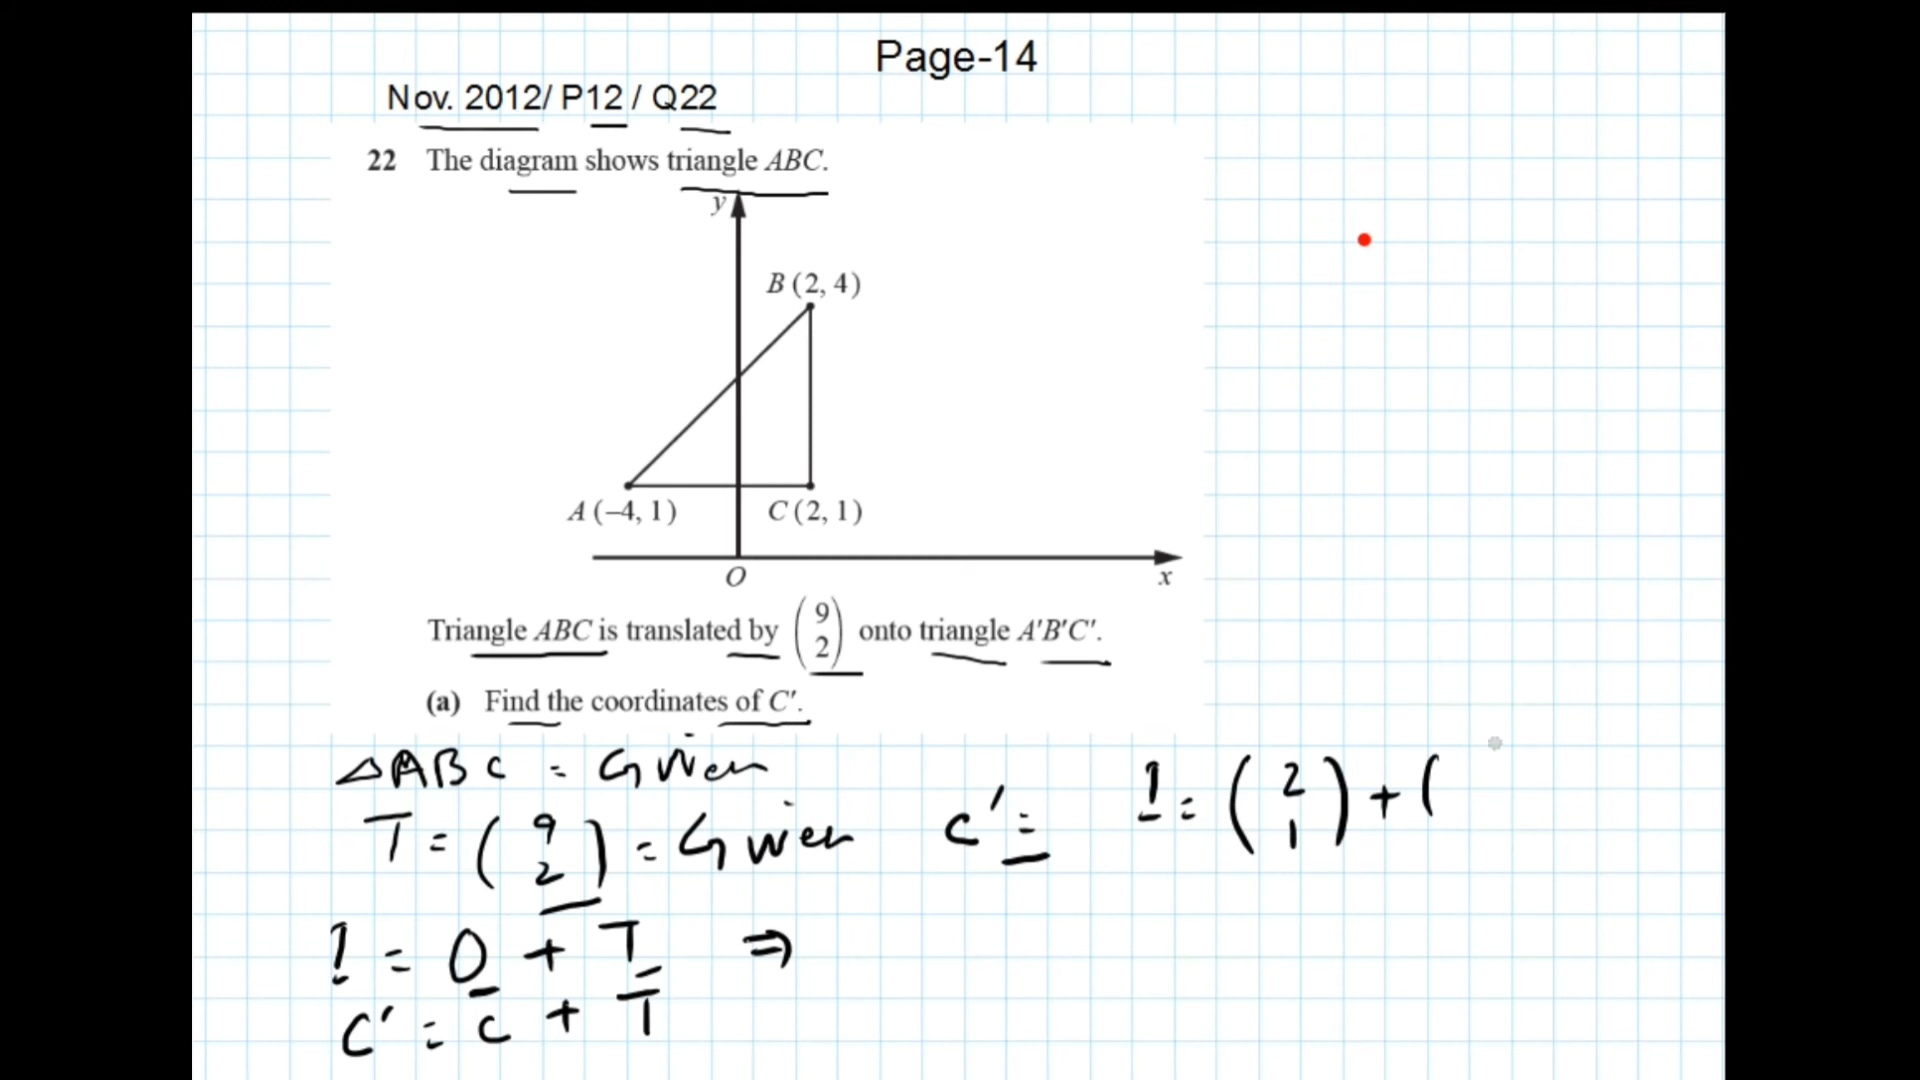 Page-14
Nov. 2012/ P12 / Q22
22 The diagram shows triangle ABC.
y
B (2, 4)
A (–4, 1)
C (2, 1)
O
x
Triangle ABC is translated by (9 2) onto triangle A′B′C′.
(a) Find the coordinates of C′.
△ABC = Given
T = (9 2) = Given
C′ =
I = (2 1) + (
I = O + T ⇒
C′ = C + T